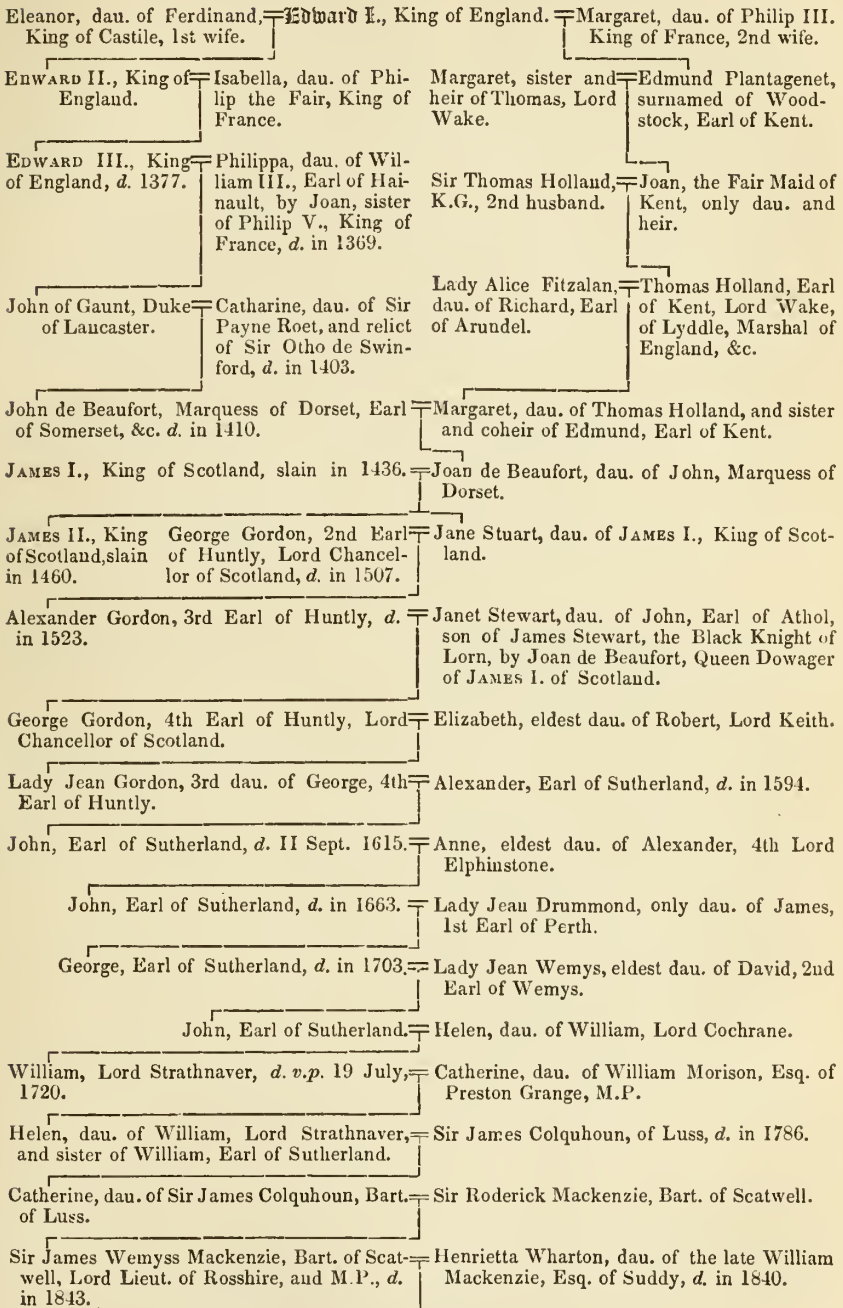 Eleanor, dau. of Ferdinand, Edward I., King of England. Margaret, dau. of Philip III.
King of Castile, 1st wife. King of France, 2nd wife.
EDWARD II., King of Isabella, dau. of Phi- Margaret, sister and Edmund Plantagenet,
England. lip the Fair, King of heir of Thomas, Lord surnamed of Wood-
France. Wake. stock, Earl of Kent.
EDWARD III., King Philippa, dau. of Wil-
of England, d. 1377. liam III., Earl of Hai- Sir Thomas Holland, Joan, the Fair Maid of
nault, by Joan, sister K.G., 2nd husband. Kent, only dau. and
of Philip V., King of heir.
France, d. in 1369.
Lady Alice Fitzalan, Thomas Holland, Earl
John of Gaunt, Duke Catharine, dau. of Sir dau. of Richard, Earl of Kent, Lord Wake,
of Lancaster. Payne Roet, and relict of Arundel. of Lyddle, Marshal of
of Sir Otho de Swin- England, &c.
ford, d. in 1403.
John de Beaufort, Marquess of Dorset, Earl Margaret, dau. of Thomas Holland, and sister
of Somerset, &c. d. in 1410. and coheir of Edmund, Earl of Kent.
JAMES I., King of Scotland, slain in 1436. Joan de Beaufort, dau. of John, Marquess of
Dorset.
JAMES II., King George Gordon, 2nd Earl Jane Stuart, dau. of JAMES I., King of Scot-
of Scotland, slain of Huntly, Lord Chancel- land.
in 1460. lor of Scotland, d. in 1507.
Alexander Gordon, 3rd Earl of Huntly, d. Janet Stewart, dau. of John, Earl of Athol,
in 1523. son of James Stewart, the Black Knight of
Lorn, by Joan de Beaufort, Queen Dowager
of JAMES I. of Scotland.
George Gordon, 4th Earl of Huntly, Lord Elizabeth, eldest dau. of Robert, Lord Keith.
Chancellor of Scotland.
Lady Jean Gordon, 3rd dau. of George, 4th Alexander, Earl of Sutherland, d. in 1594.
Earl of Huntly.
John, Earl of Sutherland, d. II Sept. 1615. Anne, eldest dau. of Alexander, 4th Lord
Elphinstone.
John, Earl of Sutherland, d. in 1663. Lady Jean Drummond, only dau. of James,
1st Earl of Perth.
George, Earl of Sutherland, d. in 1703. Lady Jean Wemys, eldest dau. of David, 2nd
Earl of Wemys.
John, Earl of Sutherland. Helen, dau. of William, Lord Cochrane.
William, Lord Strathnaver, d. v.p. 19 July, Catherine, dau. of William Morison, Esq. of
1720. Preston Grange, M.P.
Helen, dau. of William, Lord Strathnaver, Sir James Colquhoun, of Luss, d. in 1786.
and sister of William, Earl of Sutherland.
Catherine, dau. of Sir James Colquhoun, Bart. Sir Roderick Mackenzie, Bart. of Scatwell.
of Luss.
Sir James Wemyss Mackenzie, Bart. of Scat- Henrietta Wharton, dau. of the late William
well, Lord Lieut. of Rosshire, and M.P., d. Mackenzie, Esq. of Suddy, d. in 1840.
in 1843.